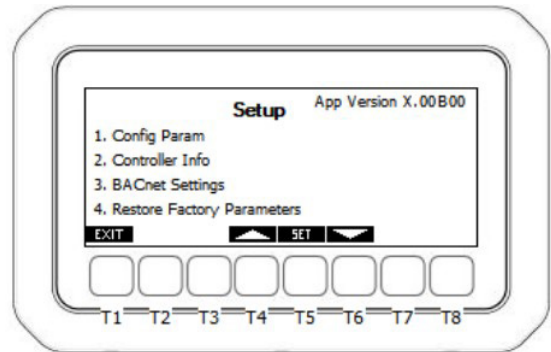 Setup App Version X.00B00
1. Config Param
2. Controller Info
3. BACnet Settings
4. Restore Factory Parameters
EXIT SET
T1 T2 T3 T4 T5 T6 T7 T8